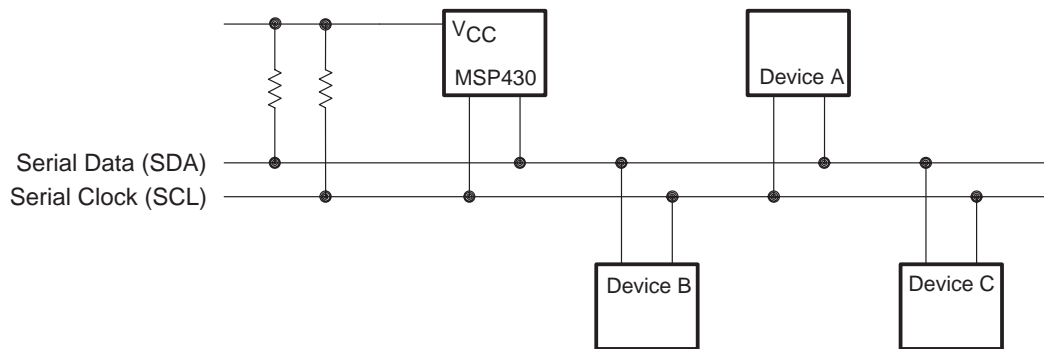 VCC
MSP430
Device A
Serial Data (SDA)
Serial Clock (SCL)
Device B
Device C